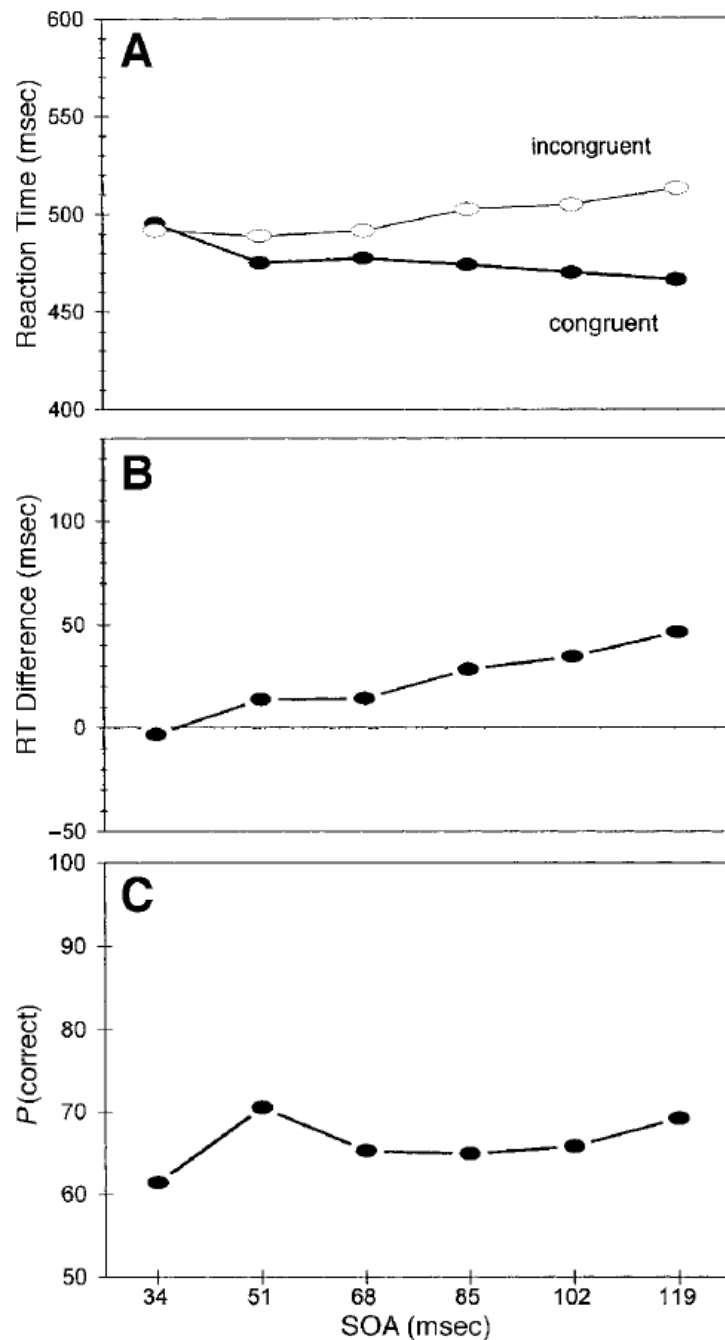 A
Reaction Time (msec)
600
550
500
450
400
incongruent
congruent
B
RT Difference (msec)
100
50
0
−50
C
P(correct)
100
90
80
70
60
50
34 51 68 85 102 119
SOA (msec)